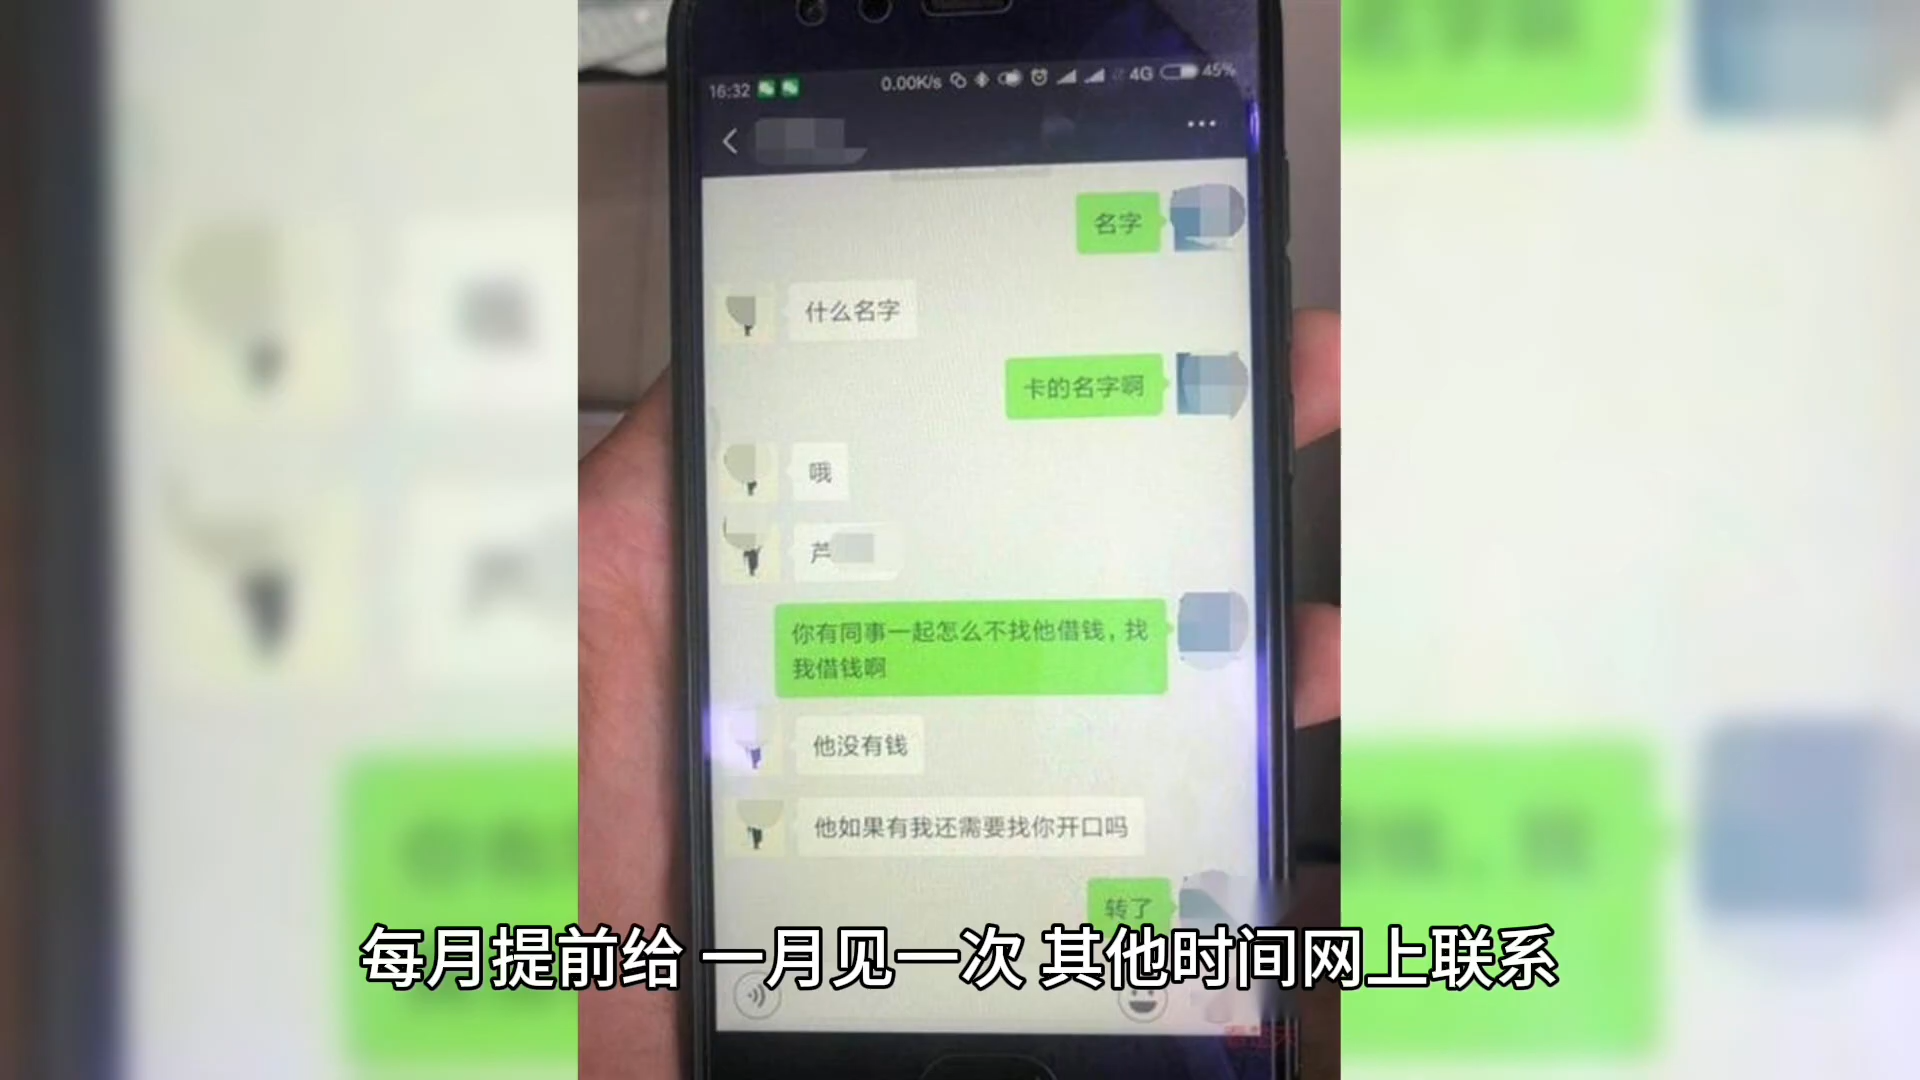 16:32
0.00K/s
4G
45%
名字
什么名字
卡的名字啊
哦
芦
你有同事一起怎么不找他借钱，找
我借钱啊
他没有钱
他如果有我还需要找你开口吗
转了
每月提前给 一月见一次 其他时间网上联系